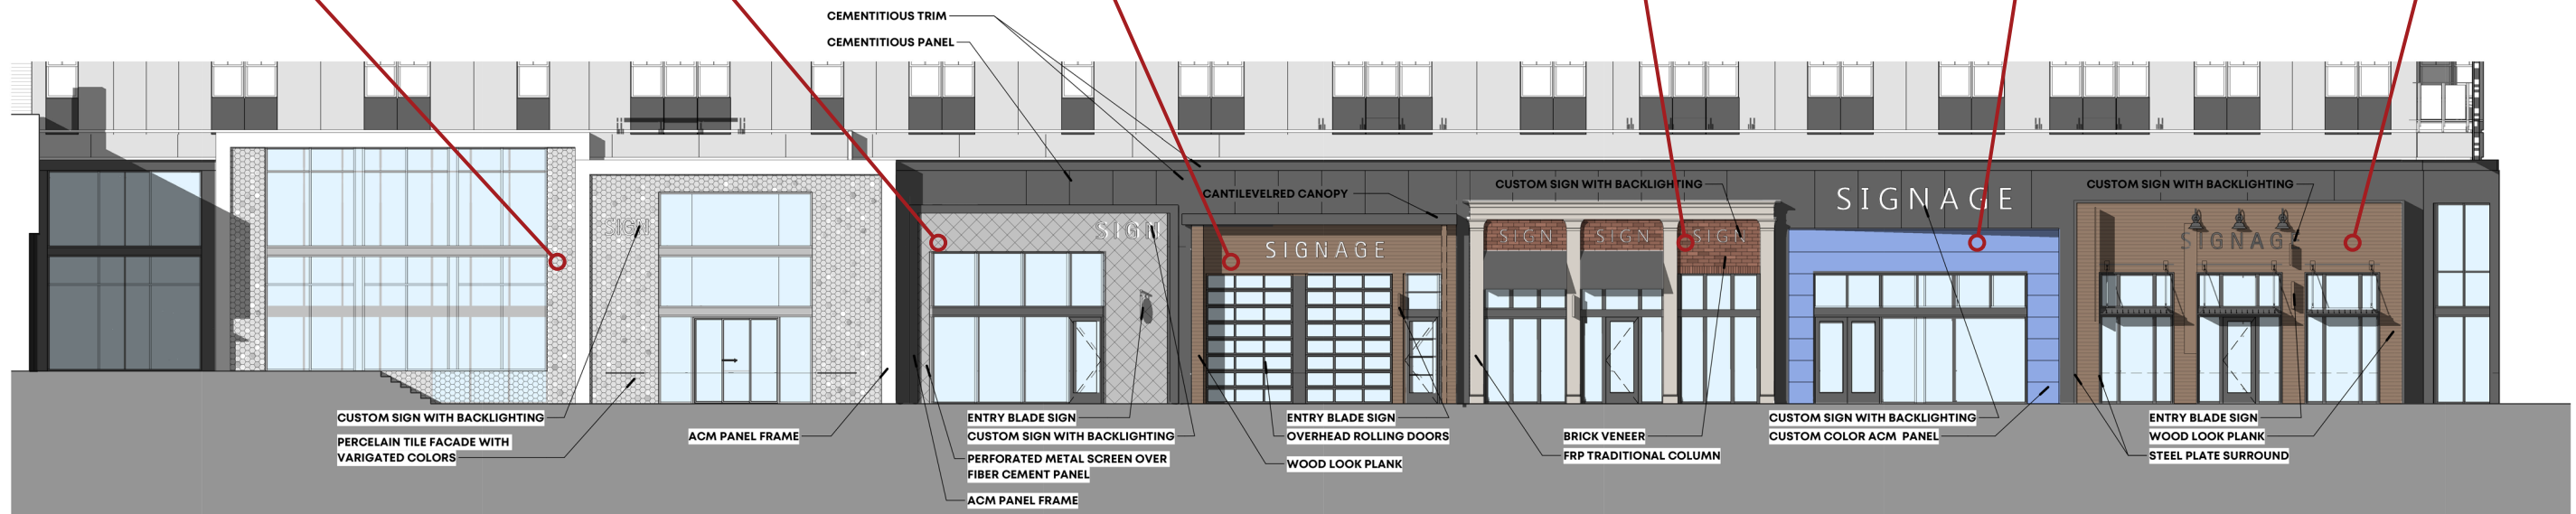 CEMENTITIOUS TRIM
CEMENTITIOUS PANEL
CANTILEVELRED CANOPY
CUSTOM SIGN WITH BACKLIGHTING
SIGNAGE
CUSTOM SIGN WITH BACKLIGHTING
SIGN
SIGN
SIGNAGE
SIGN
SIGN
SIGN
SIGNAG
CUSTOM SIGN WITH BACKLIGHTING
PERCELAIN TILE FACADE WITH
VARIGATED COLORS
ACM PANEL FRAME
ENTRY BLADE SIGN
CUSTOM SIGN WITH BACKLIGHTING
PERFORATED METAL SCREEN OVER
FIBER CEMENT PANEL
ACM PANEL FRAME
ENTRY BLADE SIGN
OVERHEAD ROLLING DOORS
WOOD LOOK PLANK
BRICK VENEER
FRP TRADITIONAL COLUMN
CUSTOM SIGN WITH BACKLIGHTING
CUSTOM COLOR ACM PANEL
ENTRY BLADE SIGN
WOOD LOOK PLANK
STEEL PLATE SURROUND